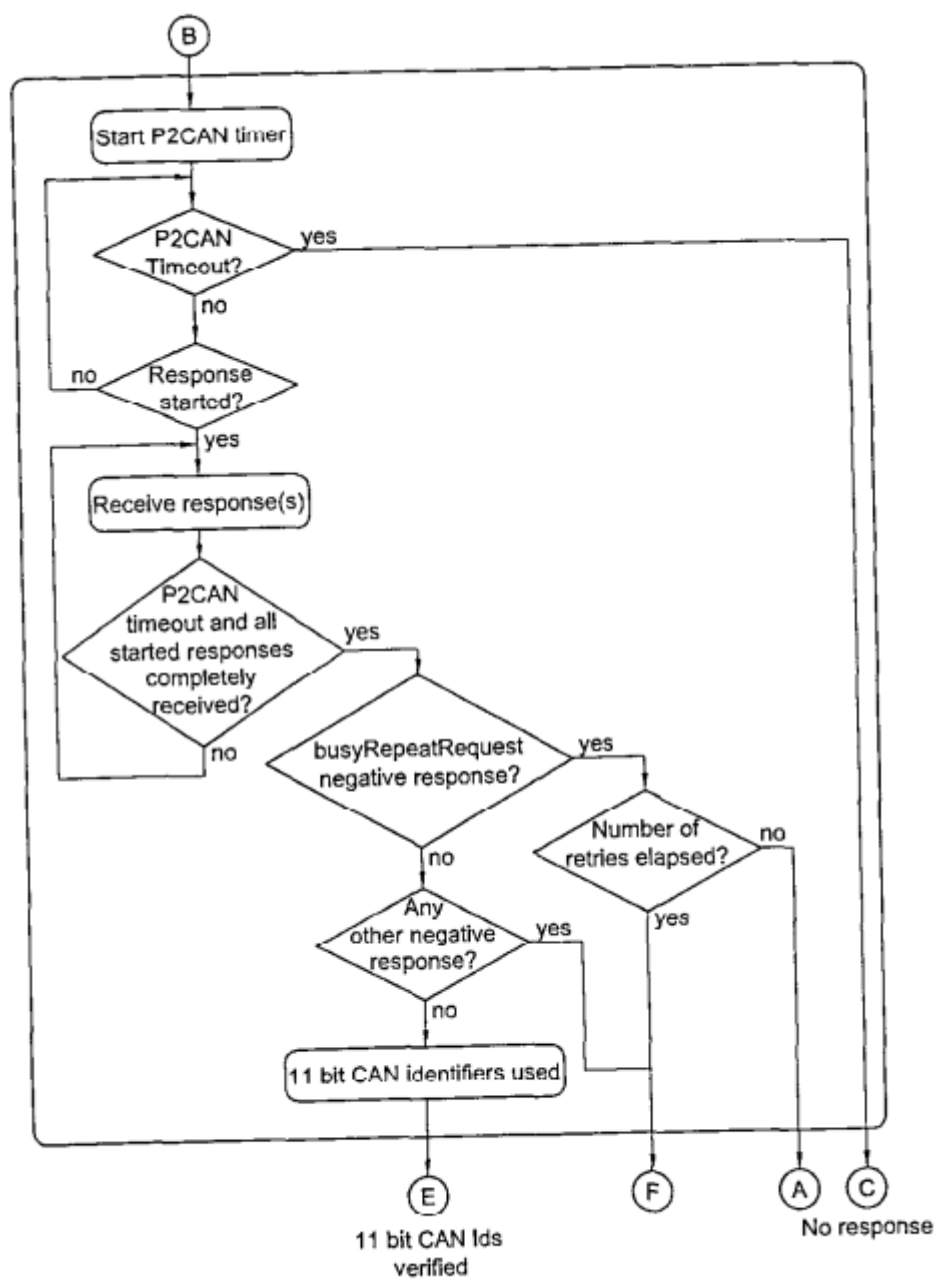 B
Start P2CAN timer
P2CAN
Timeout?
yes
no
Response
started?
no
yes
Receive response(s)
P2CAN
timeout and all
started responses
completely
received?
yes
no
busyRepeatRequest
negative response?
yes
no
Number of
retries elapsed?
no
yes
Any
other negative
response?
yes
no
11 bit CAN identifiers used
E
F
A
C
11 bit CAN Ids
verified
No response